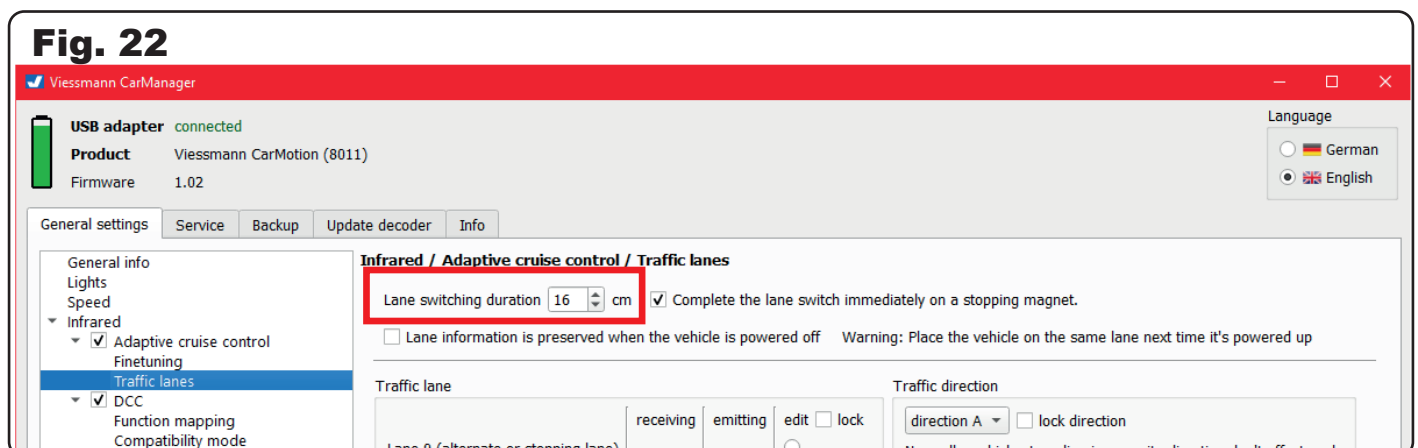 Fig. 22
Viessmann CarManager
USB adapter connected
Product Viessmann CarMotion (8011)
Firmware 1.02
Language
German
English
General settings Service Backup Update decoder Info
General info
Lights
Speed
Infrared
Adaptive cruise control
Finetuning
Traffic lanes
DCC
Function mapping
Compatibility mode
Infrared / Adaptive cruise control / Traffic lanes
Lane switching duration 16 cm Complete the lane switch immediately on a stopping magnet.
Lane information is preserved when the vehicle is powered off Warning: Place the vehicle on the same lane next time it's powered up
Traffic lane
receiving emitting edit lock
(alternate or stopping lane)
Traffic direction
direction A lock direction